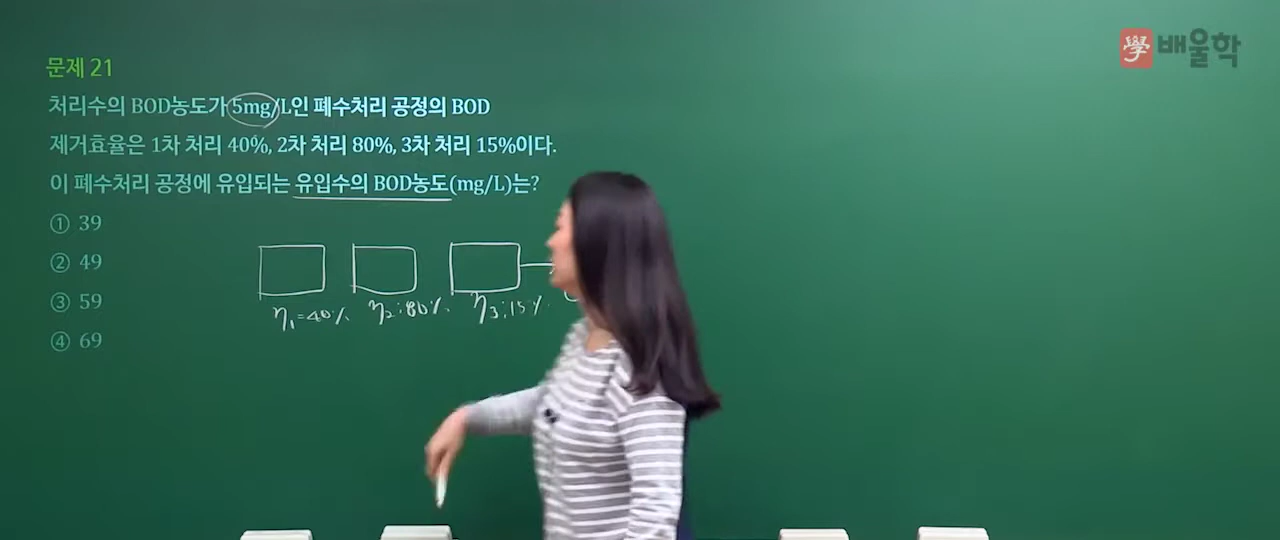 學 배울학
문제 21
처리수의 BOD농도가 5mg/L인 폐수처리 공정의 BOD
제거효율은 1차 처리 40%, 2차 처리 80%, 3차 처리 15%이다.
이 폐수처리 공정에 유입되는 유입수의 BOD농도(mg/L)는?
① 39
② 49
③ 59
④ 69
η₁=40% η₂:80% η₃:15%